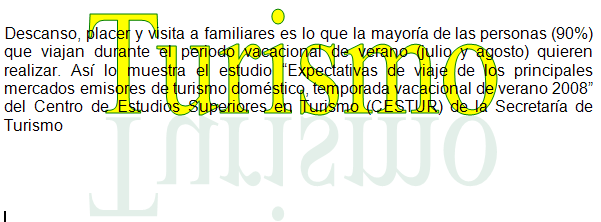 Turismo
Descanso, placer y visita a familiares es lo que la mayoría de las personas (90%)
que viajan durante el periodo vacacional de verano (julio y agosto) quieren
realizar. Así lo muestra el estudio “Expectativas de viaje de los principales
mercados emisores de turismo doméstico, temporada vacacional de verano 2008”
del Centro de Estudios Superiores en Turismo (CESTUR) de la Secretaría de
Turismo